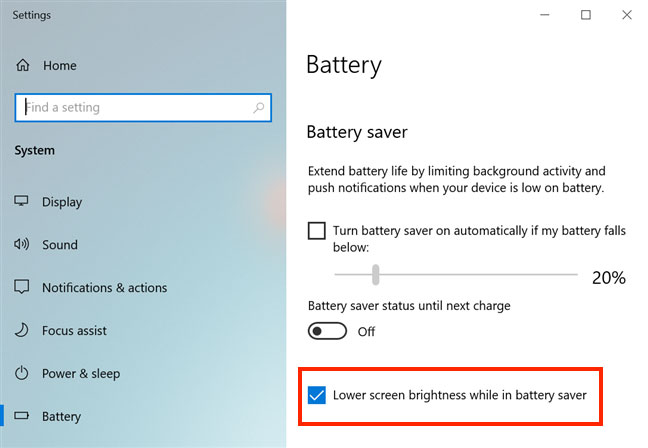 Settings
Home
Find a setting
System
Display
Sound
Notifications & actions
Focus assist
Power & sleep
Battery
Battery
Battery saver
Extend battery life by limiting background activity and
push notifications when your device is low on battery.
Turn battery saver on automatically if my battery falls
below:
20%
Battery saver status until next charge
Off
Lower screen brightness while in battery saver